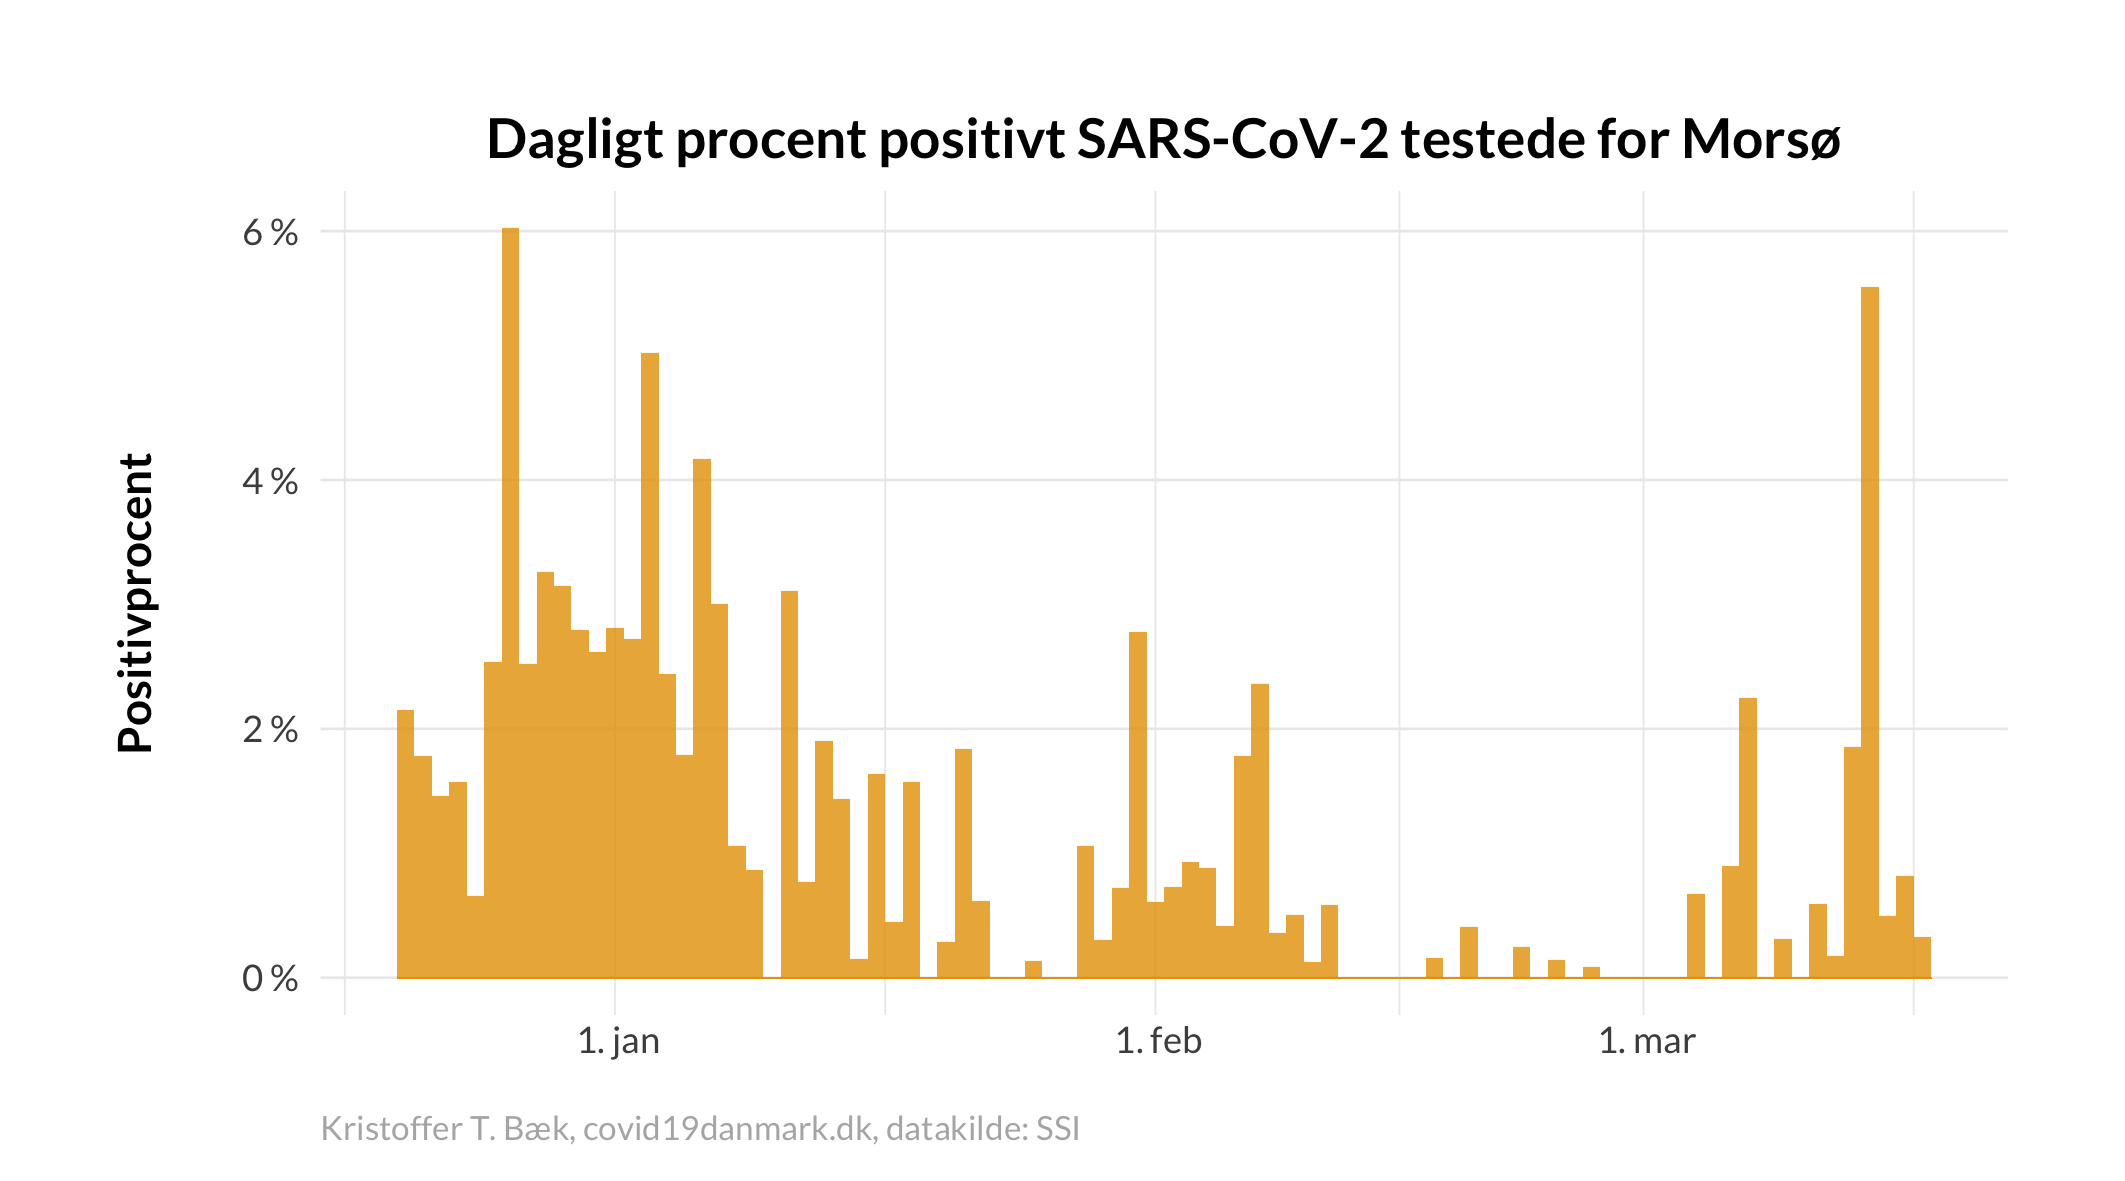 Dagligt procent positivt SARS-CoV-2 testede for Morsø
Positivprocent
6 %
4 %
2 %
0 %
1. jan
1. feb
1. mar
Kristoffer T. Bæk, covid19danmark.dk, datakilde: SSI